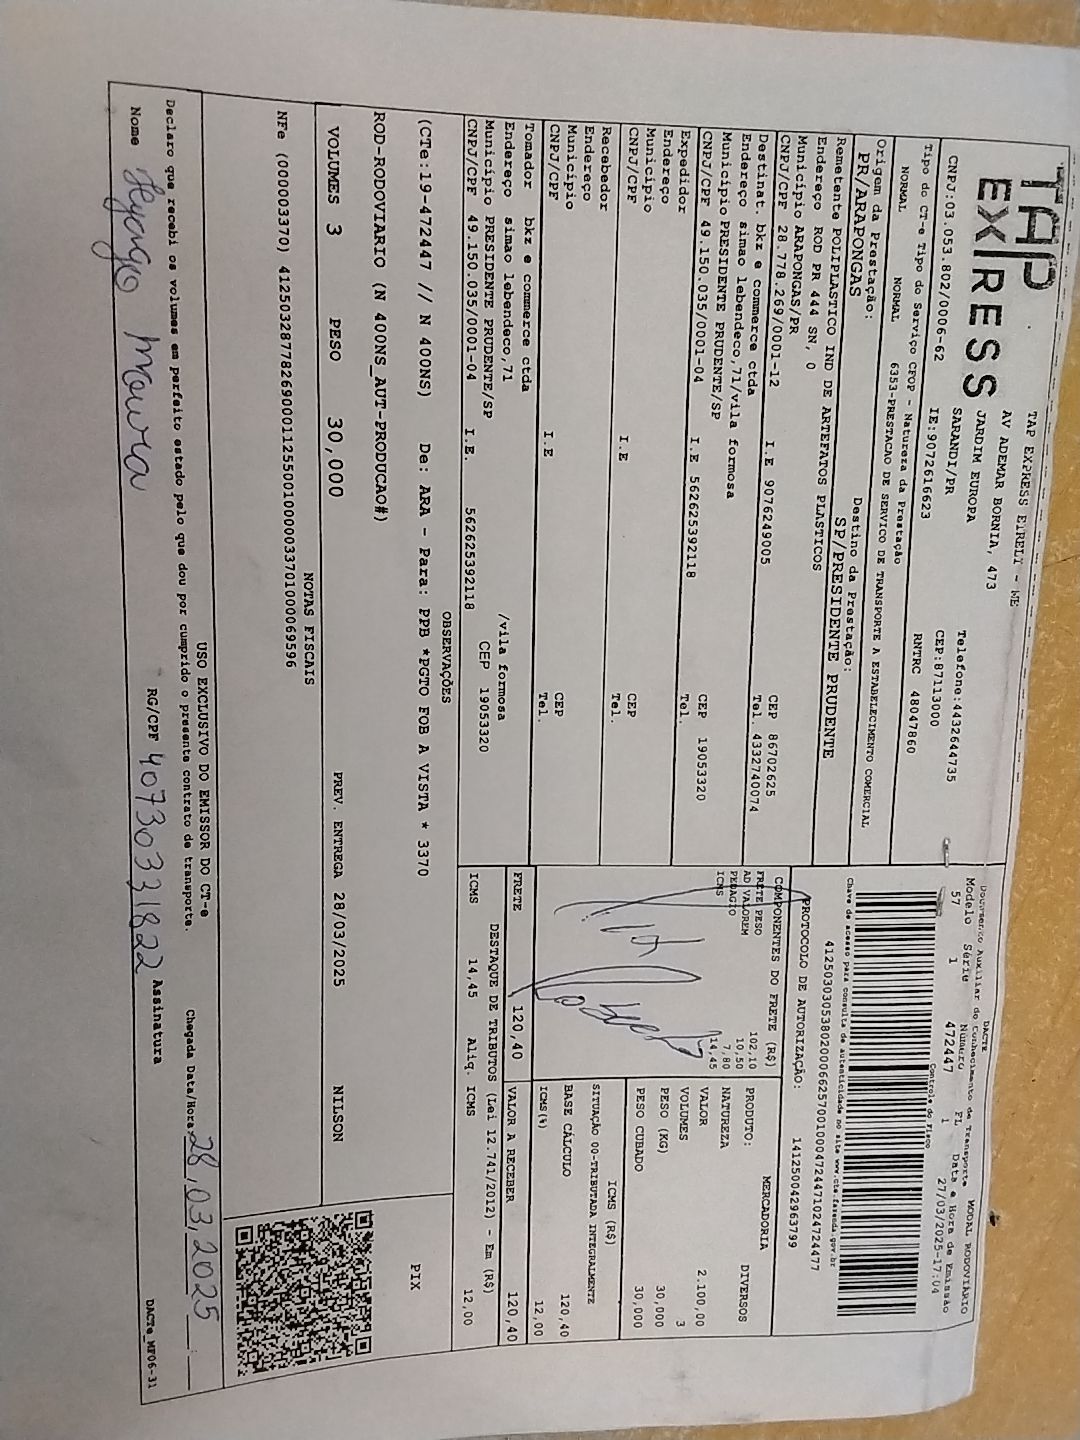 TAP EXPRESS
TAP EXPRESS EIRELY - ME
AV ADEMAR BORNIA, 473
JARDIM EUROPA
SARANDI/PR
Telefone:4432644735
CEP:87113000
CNPJ:03.053.802/0006-62 IE:9072616623 RNTRC 48047860
Tipo do CT-e Tipo do Serviço CFOP - Natureza da Prestação
NORMAL NORMAL 6353-PRESTACAO DE SERVICO DE TRANSPORTE A ESTABELECIMENTO COMERCIAL
Origem da Prestação: Destino da Prestação:
PR/ARAPONGAS SP/PRESIDENTE PRUDENTE
Remetente POLIPLASTICO IND DE ARTEFATOS PLASTICOS
Endereço ROD PR 444 SN, 0
Município ARAPONGAS/PR CEP 86702625
CNPJ/CPF 28.778.269/0001-12 I.E 9076249005 Tel. 4332740074
Destinat. bkz e commerce ctda
Endereço simao lebendeco,71/vila formosa
Município PRESIDENTE PRUDENTE/SP CEP 19053320
CNPJ/CPF 49.150.035/0001-04 I.E 562625392118 Tel.
Expedidor
Endereço
Município CEP
CNPJ/CPF I.E Tel.
Recebedor
Endereço
Município CEP
CNPJ/CPF I.E Tel.
Tomador bkz e commerce ctda
Endereço simao lebendeco,71 /vila formosa
Município PRESIDENTE PRUDENTE/SP CEP 19053320
CNPJ/CPF 49.150.035/0001-04 I.E. 562625392118
DACTE MODAL RODOVIÁRIO
Documento Auxiliar do Conhecimento de Transporte
Modelo Série Número FL Data e Hora de Emissão
57 1 472447 1 27/03/2025-17:04
Controle do Fisco
Chave de acesso para consulta de autenticidade no site www.cte.fazenda.gov.br
41250303053802000662570010004724471024724477
PROTOCOLO DE AUTORIZAÇÃO: 141250042963799
COMPONENTES DO FRETE (R$)
FRETE PESO 102,10
AD VALOREM 10,50
PEDAGIO 7,80
ICMS 14,45
FRETE 120,40
MERCADORIA
PRODUTO: DIVERSOS
NATUREZA
VALOR 2.100,00
VOLUMES 3
PESO (KG) 30,000
PESO CUBADO 30,000
ICMS (R$)
SITUAÇÃO 00-TRIBUTADA INTEGRALMENTE
BASE CÁLCULO 120,40
ICMS(%) 12,00
VALOR A RECEBER 120,40
DESTAQUE DE TRIBUTOS (Lei 12.741/2012) - Em (R$)
ICMS 14,45 Aliq. ICMS 12,00
OBSERVAÇÕES
(CTe:19-472447 // N 400NS) De: ARA - Para: PPB *PGTO FOB A VISTA * 3370
PIX
ROD-RODOVIARIO (N 400NS_AUT-PRODUCAO#)
VOLUMES 3 PESO 30,000 PREV. ENTREGA 28/03/2025 NILSON
NOTAS FISCAIS
NFe (000003370) 41250328778269000112550010000033701000069596
USO EXCLUSIVO DO EMISSOR DO CT-e
Declaro que recebi os volumes em perfeito estado pelo que dou por cumprido o presente contrato de transporte.
Chegada Data/Hora: 28,03,2025 :
Nome Hyago Moura RG/CPF 40730331822 Assinatura
DACTe_MF06-31